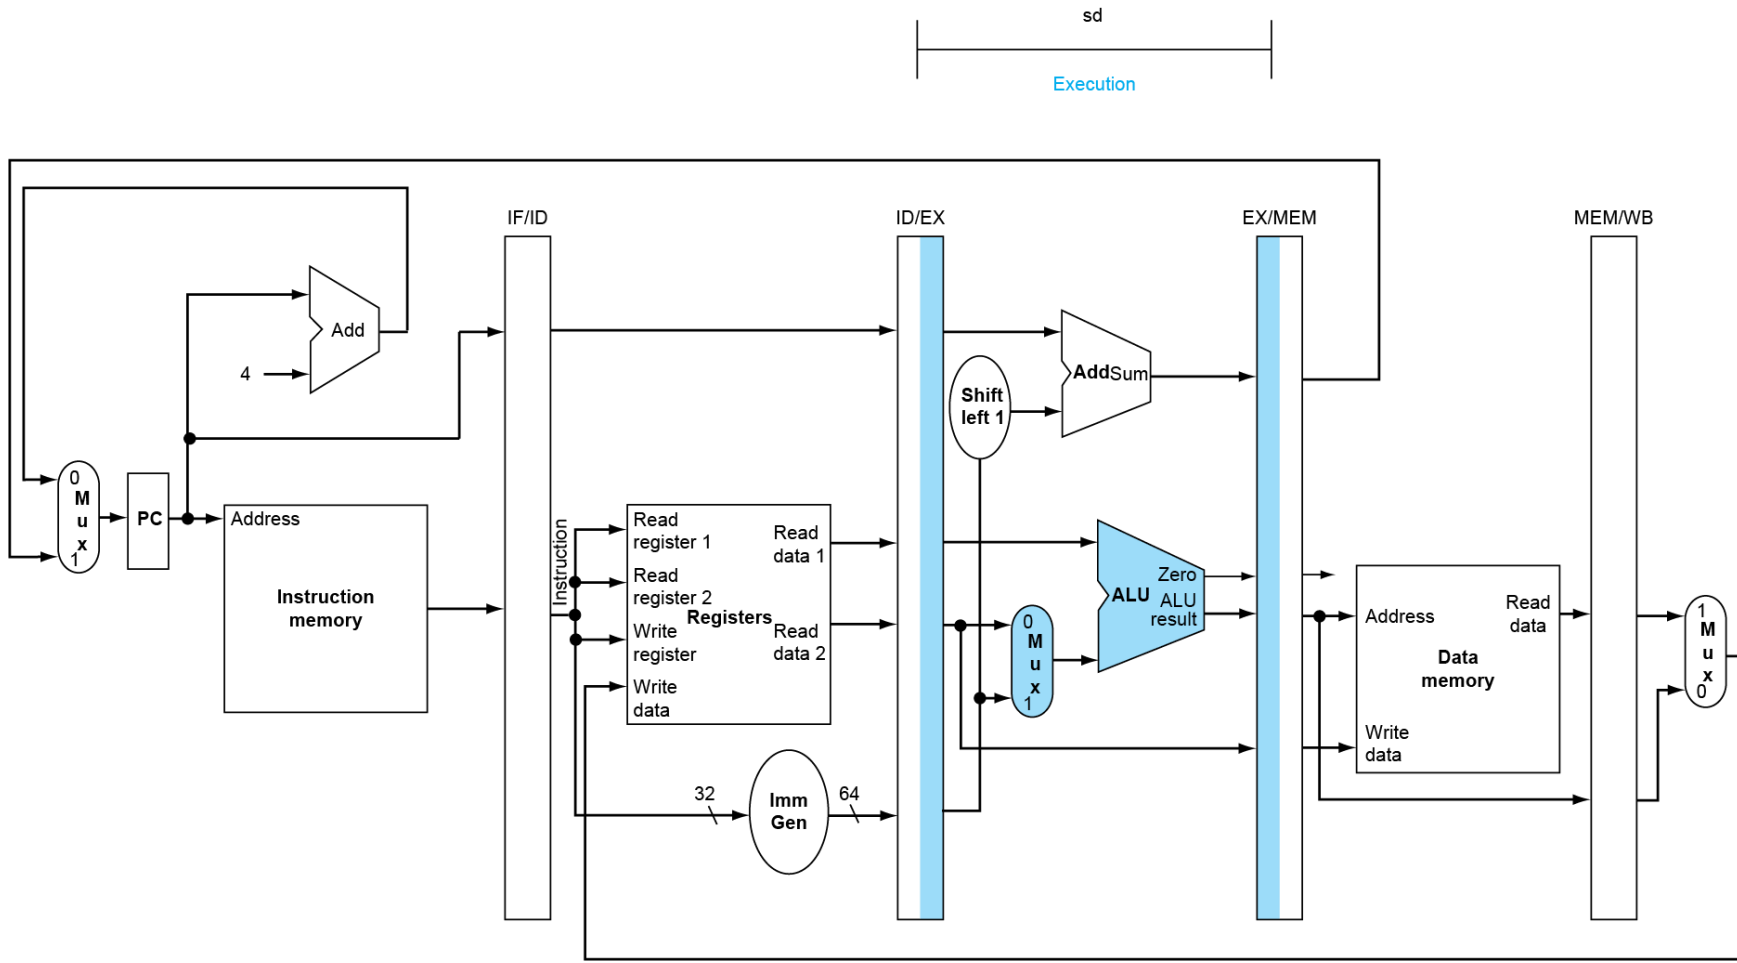 sd
Execution
IF/ID
ID/EX
EX/MEM
MEM/WB
Add
4
Add Sum
Shift
left 1
0
M
u
x
1
PC
Address
Instruction
memory
Instruction
Read
register 1
Read
data 1
Read
register 2
Registers
Write
register
Read
data 2
Write
data
32
Imm
Gen
64
0
M
u
x
1
Zero
ALU
ALU
result
Address
Read
data
Data
memory
Write
data
1
M
u
x
0